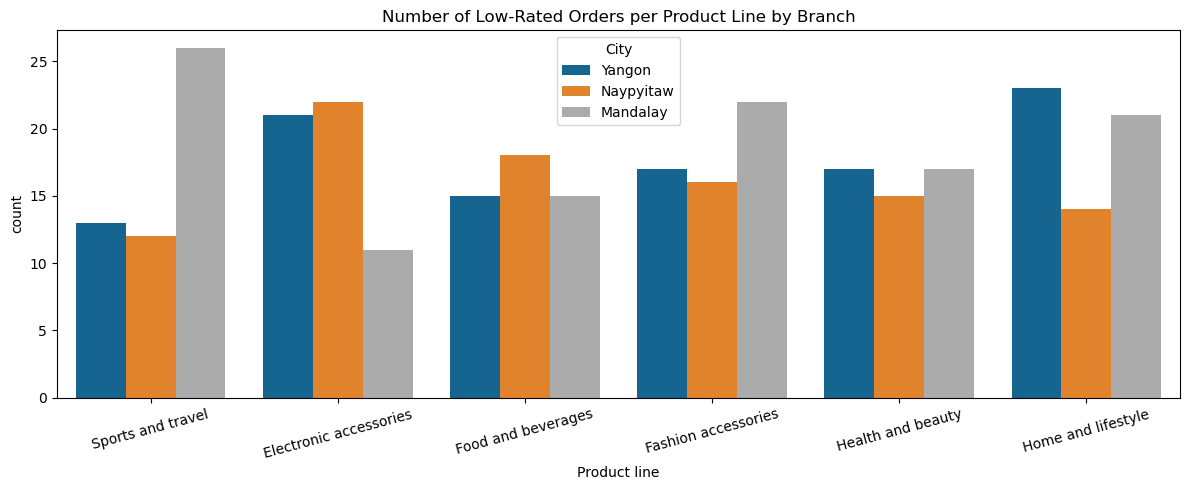 Number of Low-Rated Orders per Product Line by Branch
City
Yangon
Naypyitaw
Mandalay
count
25
20
15
10
5
0
Sports and travel
Electronic accessories
Food and beverages
Fashion accessories
Health and beauty
Home and lifestyle
Product line